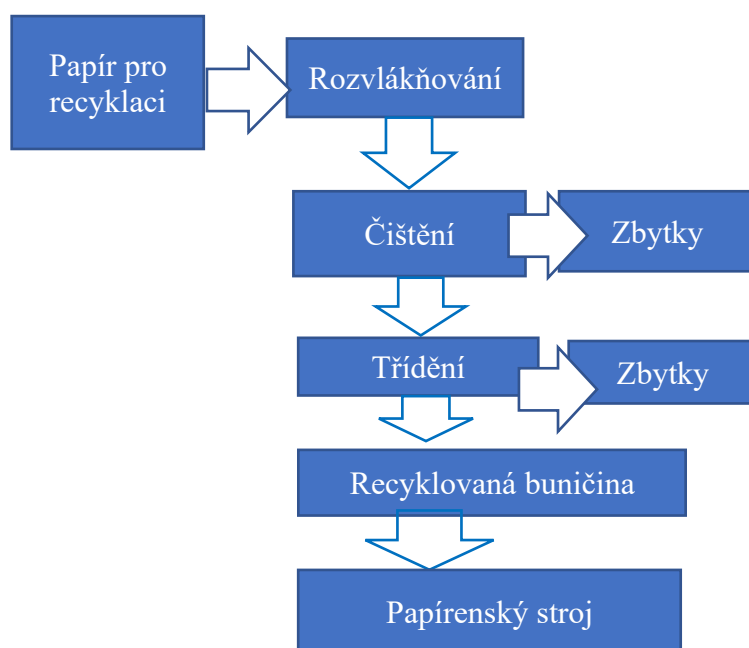 Papír pro
recyklaci
Rozvlákňování
Čištění
Zbytky
Třídění
Zbytky
Recyklovaná buničina
Papírenský stroj